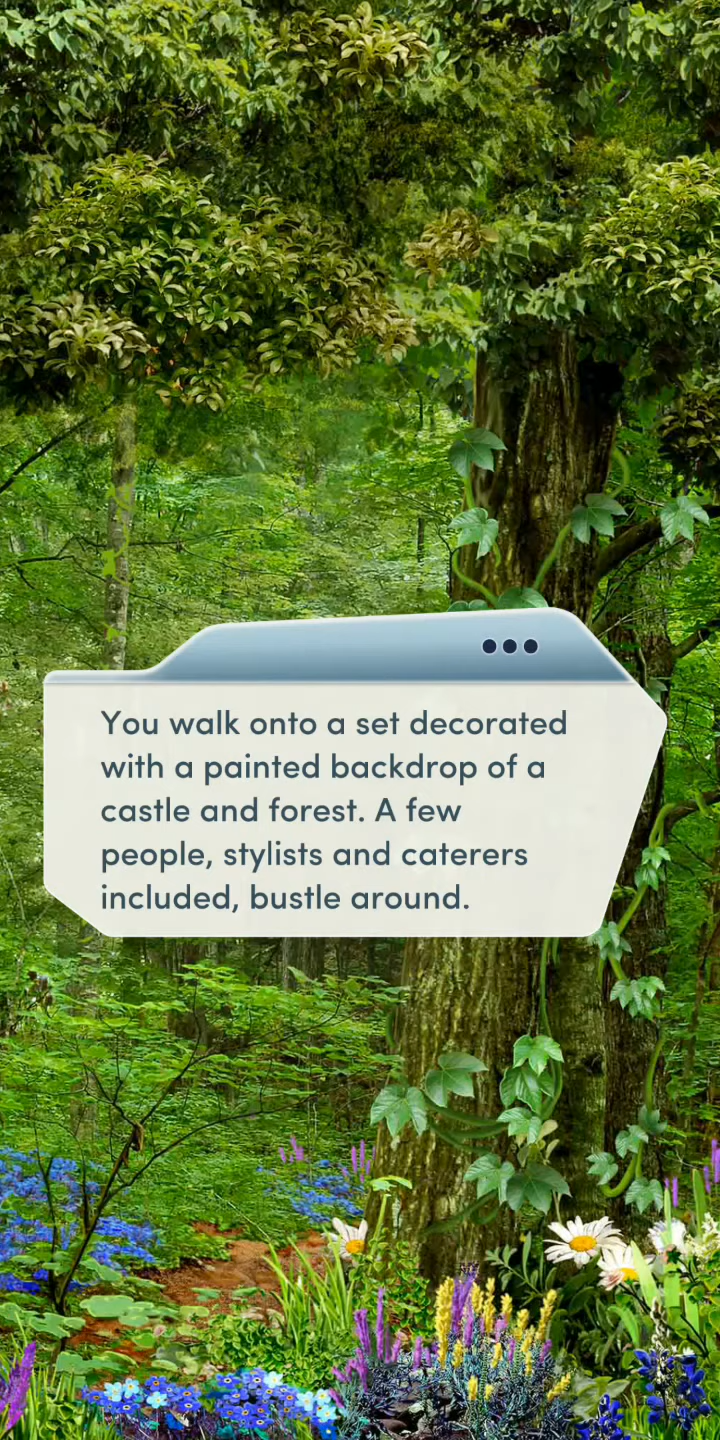 You walk onto a set decorated
with a painted backdrop of a
castle and forest. A few
people, stylists and caterers
included, bustle around.